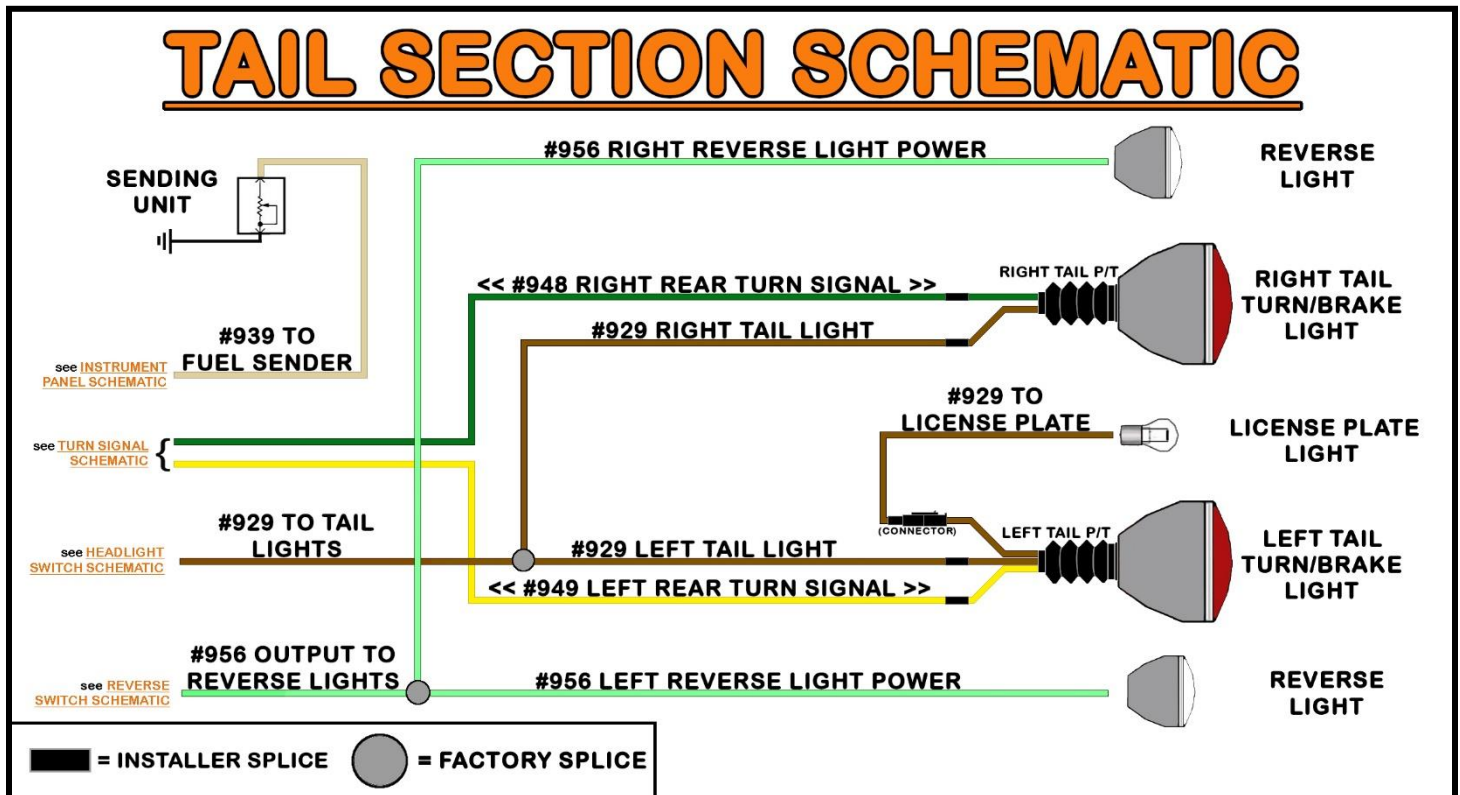 TAIL SECTION SCHEMATIC
#956 RIGHT REVERSE LIGHT POWER
REVERSE
LIGHT
SENDING
UNIT
<< #948 RIGHT REAR TURN SIGNAL >>
RIGHT TAIL P/T
RIGHT TAIL
TURN/BRAKE
LIGHT
#929 RIGHT TAIL LIGHT
#939 TO
FUEL SENDER
see INSTRUMENT
PANEL SCHEMATIC
#929 TO
LICENSE PLATE
LICENSE PLATE
LIGHT
see TURN SIGNAL
SCHEMATIC {
#929 TO TAIL
LIGHTS
see HEADLIGHT
SWITCH SCHEMATIC
(CONNECTOR)
LEFT TAIL P/T
#929 LEFT TAIL LIGHT
LEFT TAIL
TURN/BRAKE
LIGHT
<< #949 LEFT REAR TURN SIGNAL >>
#956 OUTPUT TO
REVERSE LIGHTS
see REVERSE
SWITCH SCHEMATIC
#956 LEFT REVERSE LIGHT POWER
REVERSE
LIGHT
= INSTALLER SPLICE
= FACTORY SPLICE